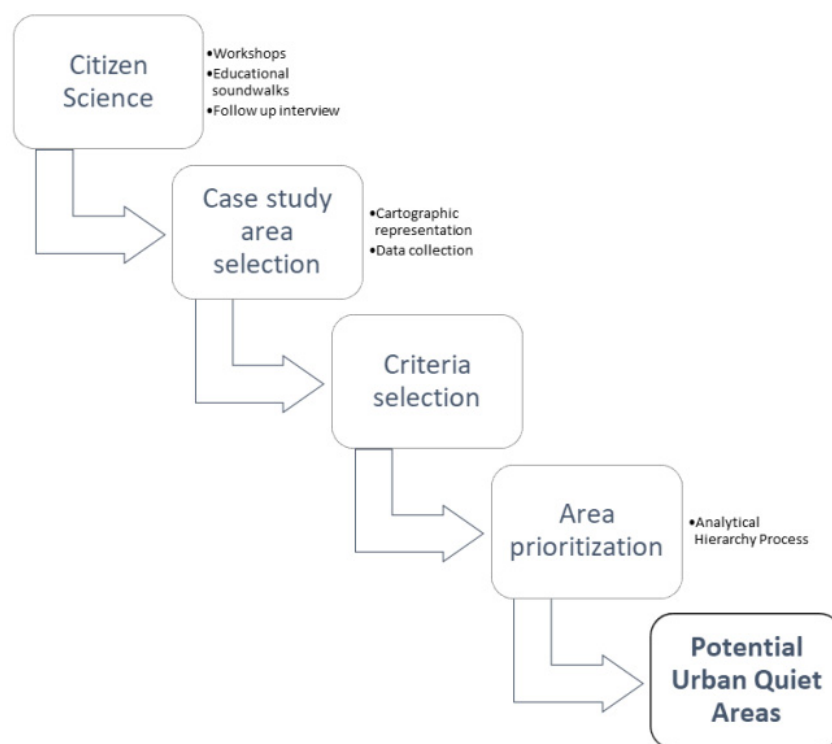 Citizen
Science
•Workshops
•Educational
soundwalks
•Follow up interview
Case study
area
selection
•Cartographic
representation
•Data collection
Criteria
selection
Area
prioritization
•Analytical
Hierarchy Process
Potential
Urban Quiet
Areas